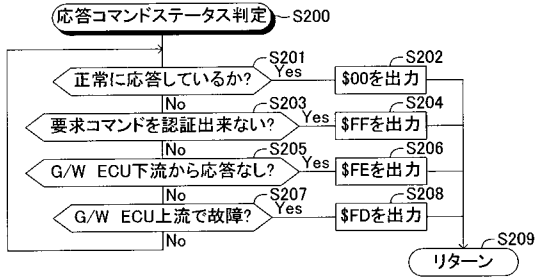 応答コマンドステータス判定 S200
S201 S202
正常に応答しているか? Yes $00を出力
No S203 S204
要求コマンドを認証出来ない? Yes $FFを出力
No S205 S206
G/W ECU下流から応答なし? Yes $FEを出力
No S207 S208
G/W ECU上流で故障? Yes $FDを出力
No S209
リターン